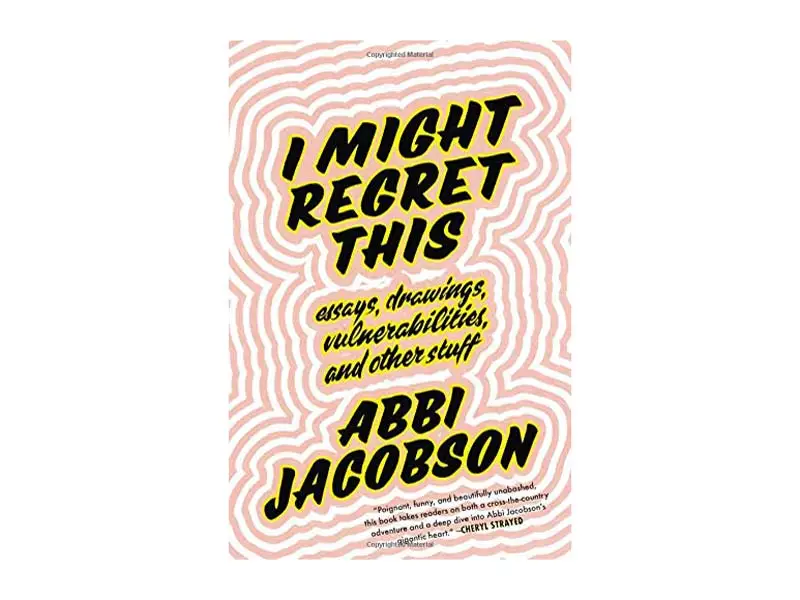 Copyrighted Material
I MIGHT
REGRET
THIS
essays, drawings,
vulnerabilities,
and other stuff
ABBI
JACOBSON
"Poignant, funny, and beautifully unabashed,
this book takes readers on both a cross-the-country
adventure and a deep dive into Abbi Jacobson's
gigantic heart." —CHERYL STRAYED
Copyrighted Material